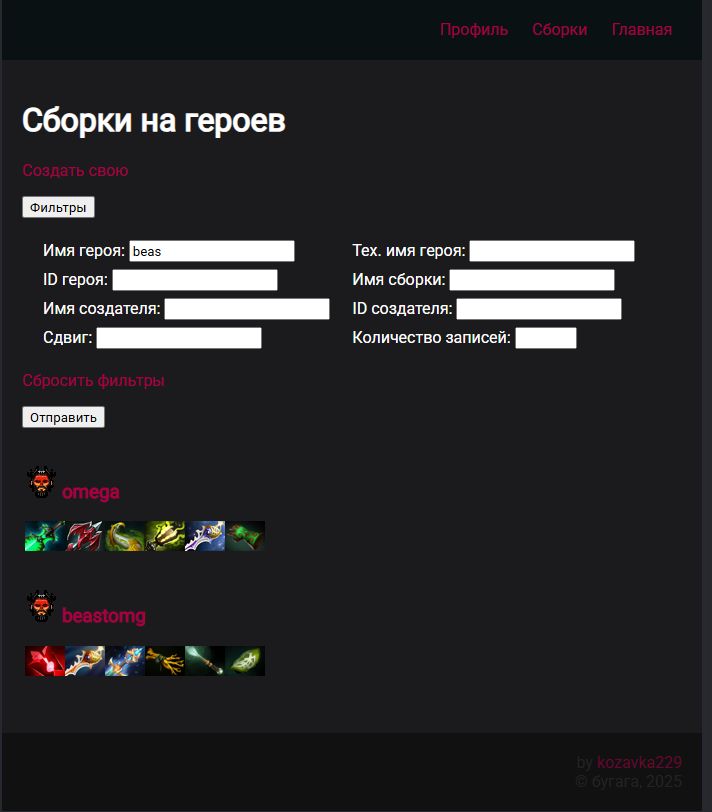 Профиль Сборки Главная
Сборки на героев
Создать свою
Фильтры
Имя героя: beas Тех. имя героя:
ID героя: Имя сборки:
Имя создателя: ID создателя:
Сдвиг: Количество записей:
Сбросить фильтры
Отправить
omega
beastomg
by kozavka229
© бугага, 2025